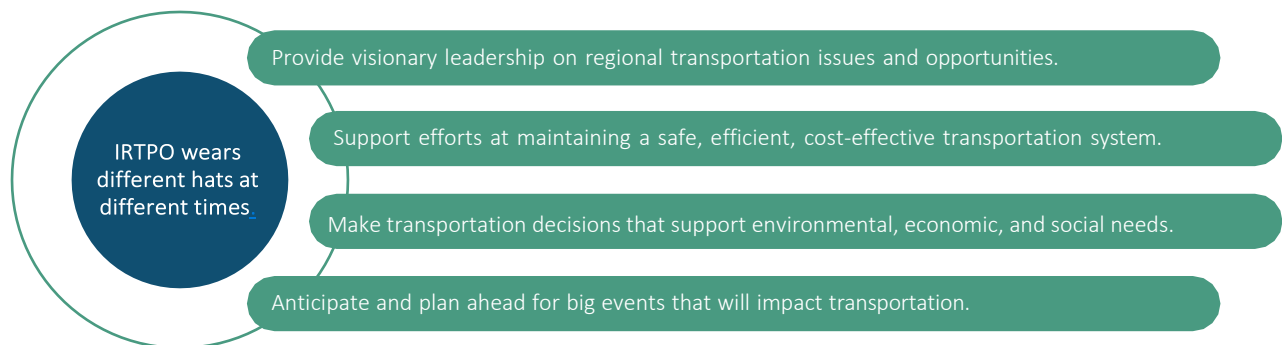 Provide visionary leadership on regional transportation issues and opportunities.
Support efforts at maintaining a safe, efficient, cost-effective transportation system.
IRTPO wears
different hats at
different times.
Make transportation decisions that support environmental, economic, and social needs.
Anticipate and plan ahead for big events that will impact transportation.